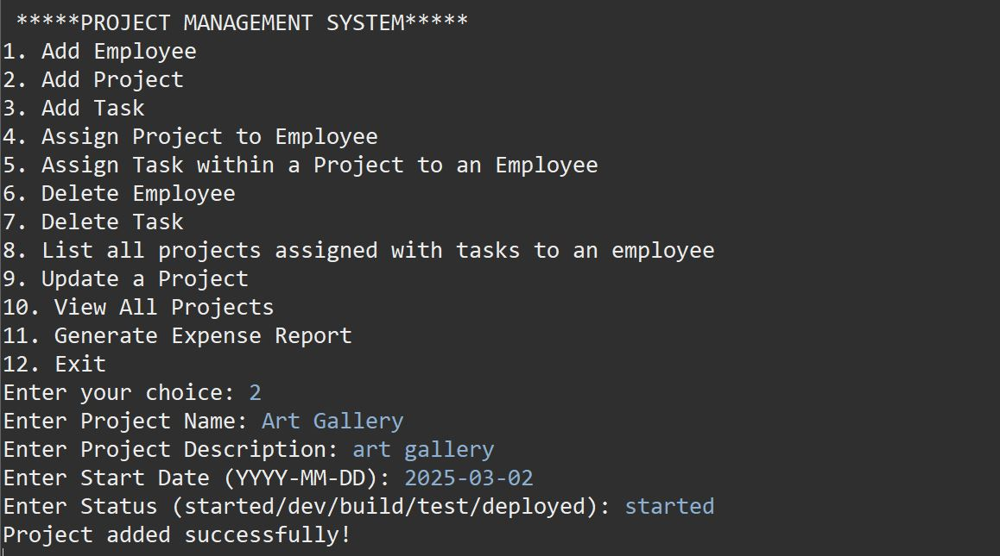 *****PROJECT MANAGEMENT SYSTEM*****
1. Add Employee
2. Add Project
3. Add Task
4. Assign Project to Employee
5. Assign Task within a Project to an Employee
6. Delete Employee
7. Delete Task
8. List all projects assigned with tasks to an employee
9. Update a Project
10. View All Projects
11. Generate Expense Report
12. Exit
Enter your choice: 2
Enter Project Name: Art Gallery
Enter Project Description: art gallery
Enter Start Date (YYYY-MM-DD): 2025-03-02
Enter Status (started/dev/build/test/deployed): started
Project added successfully!